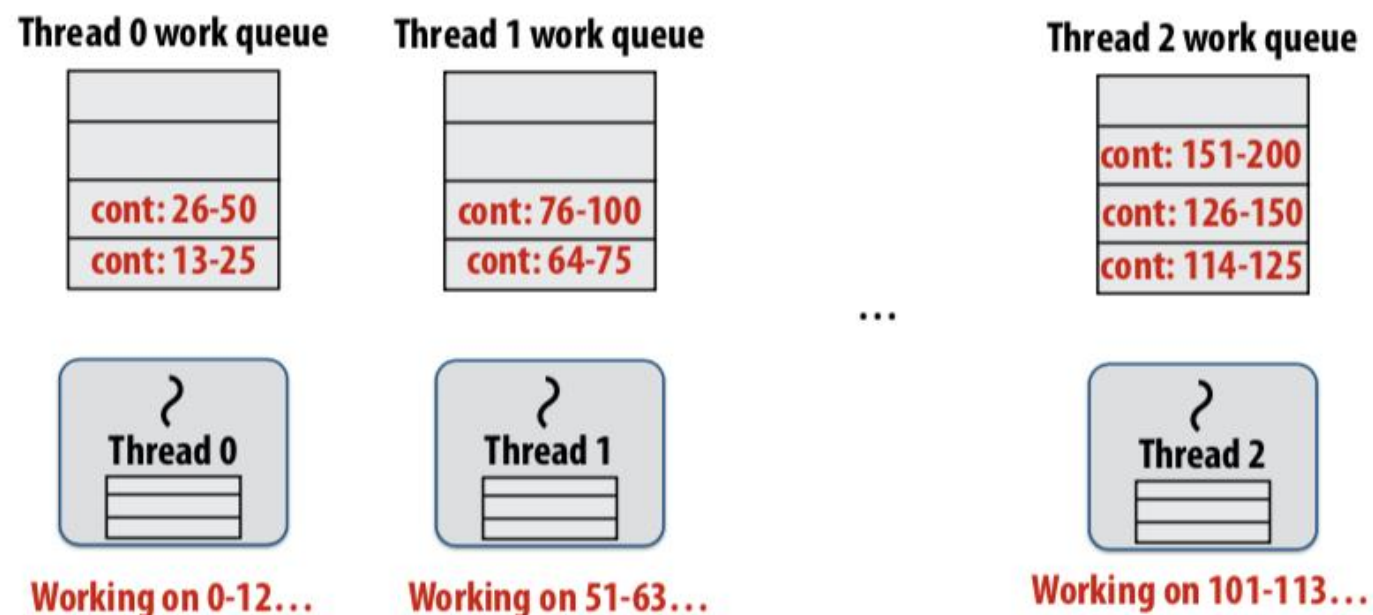 Thread 0 work queue
cont: 26-50
cont: 13-25
Thread 0
Working on 0-12...
Thread 1 work queue
cont: 76-100
cont: 64-75
Thread 1
Working on 51-63...
...
Thread 2 work queue
cont: 151-200
cont: 126-150
cont: 114-125
Thread 2
Working on 101-113...